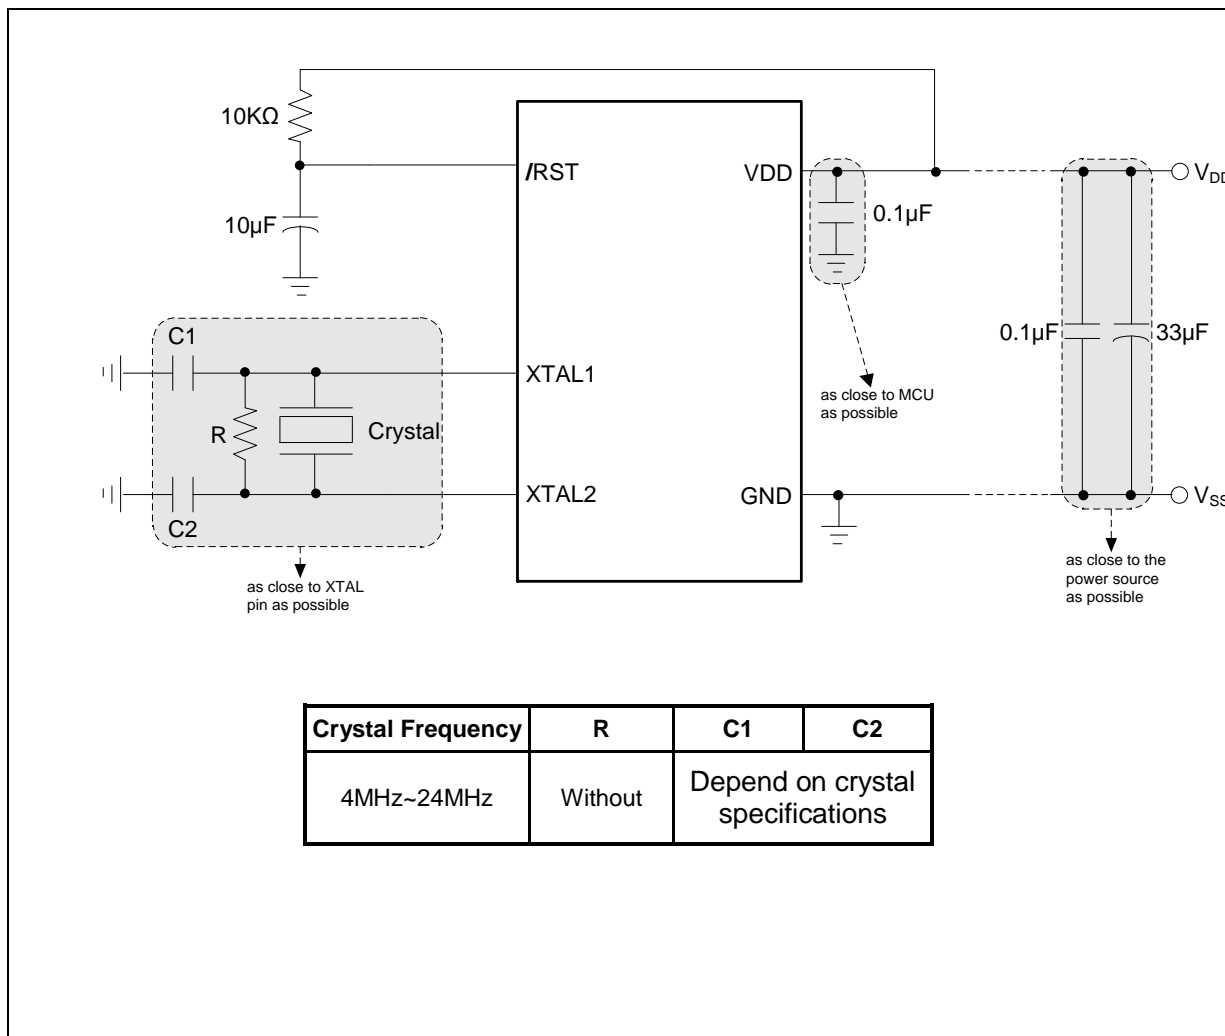 10KΩ
/RST
VDD
V_DD
10µF
0.1µF
C1
XTAL1
R
Crystal
0.1µF
33µF
as close to MCU
as possible
XTAL2
GND
V_SS
C2
as close to XTAL
pin as possible
as close to the
power source
as possible
Crystal Frequency R C1 C2
4MHz~24MHz Without Depend on crystal
specifications